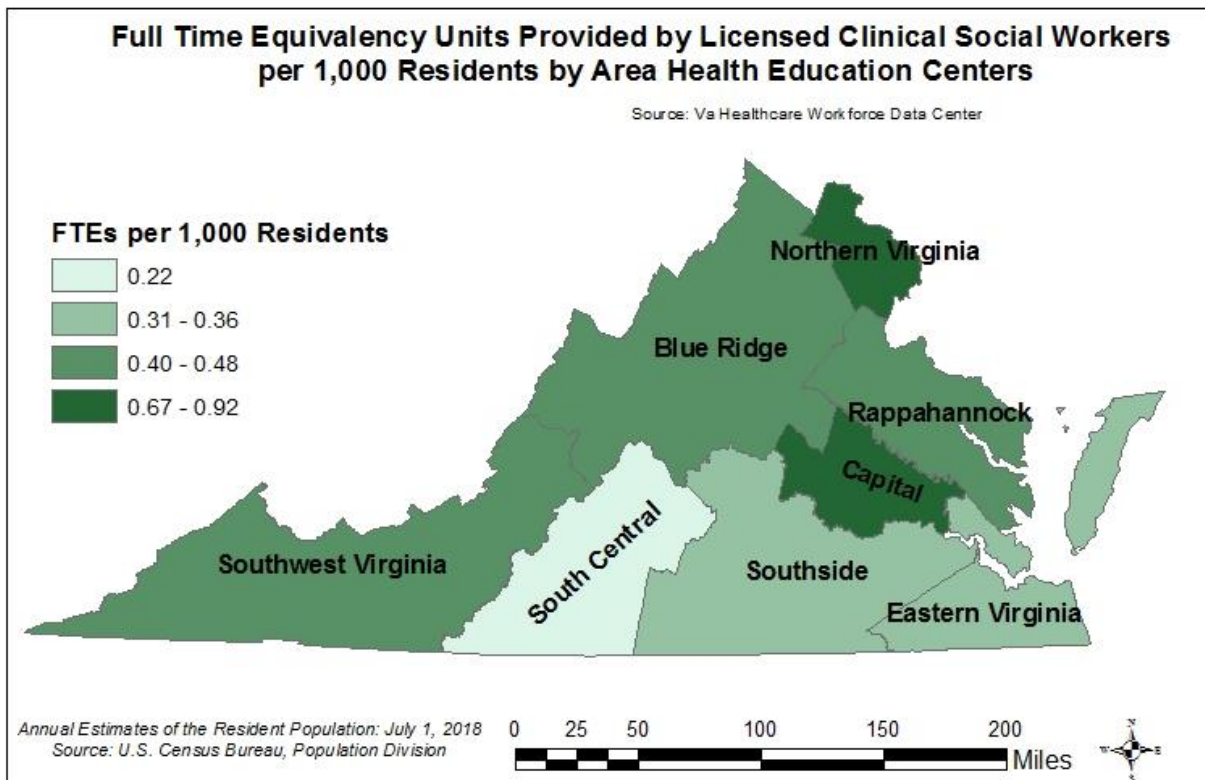 Full Time Equivalency Units Provided by Licensed Clinical Social Workers
per 1,000 Residents by Area Health Education Centers
Source: Va Healthcare Workforce Data Center
FTEs per 1,000 Residents
0.22
0.31 - 0.36
0.40 - 0.48
0.67 - 0.92
Northern Virginia
Blue Ridge
Rappahannock
Capital
South Central
Southwest Virginia
Southside
Eastern Virginia
Annual Estimates of the Resident Population: July 1, 2018
Source: U.S. Census Bureau, Population Division
0 25 50 100 150 200
Miles
N
W E
S